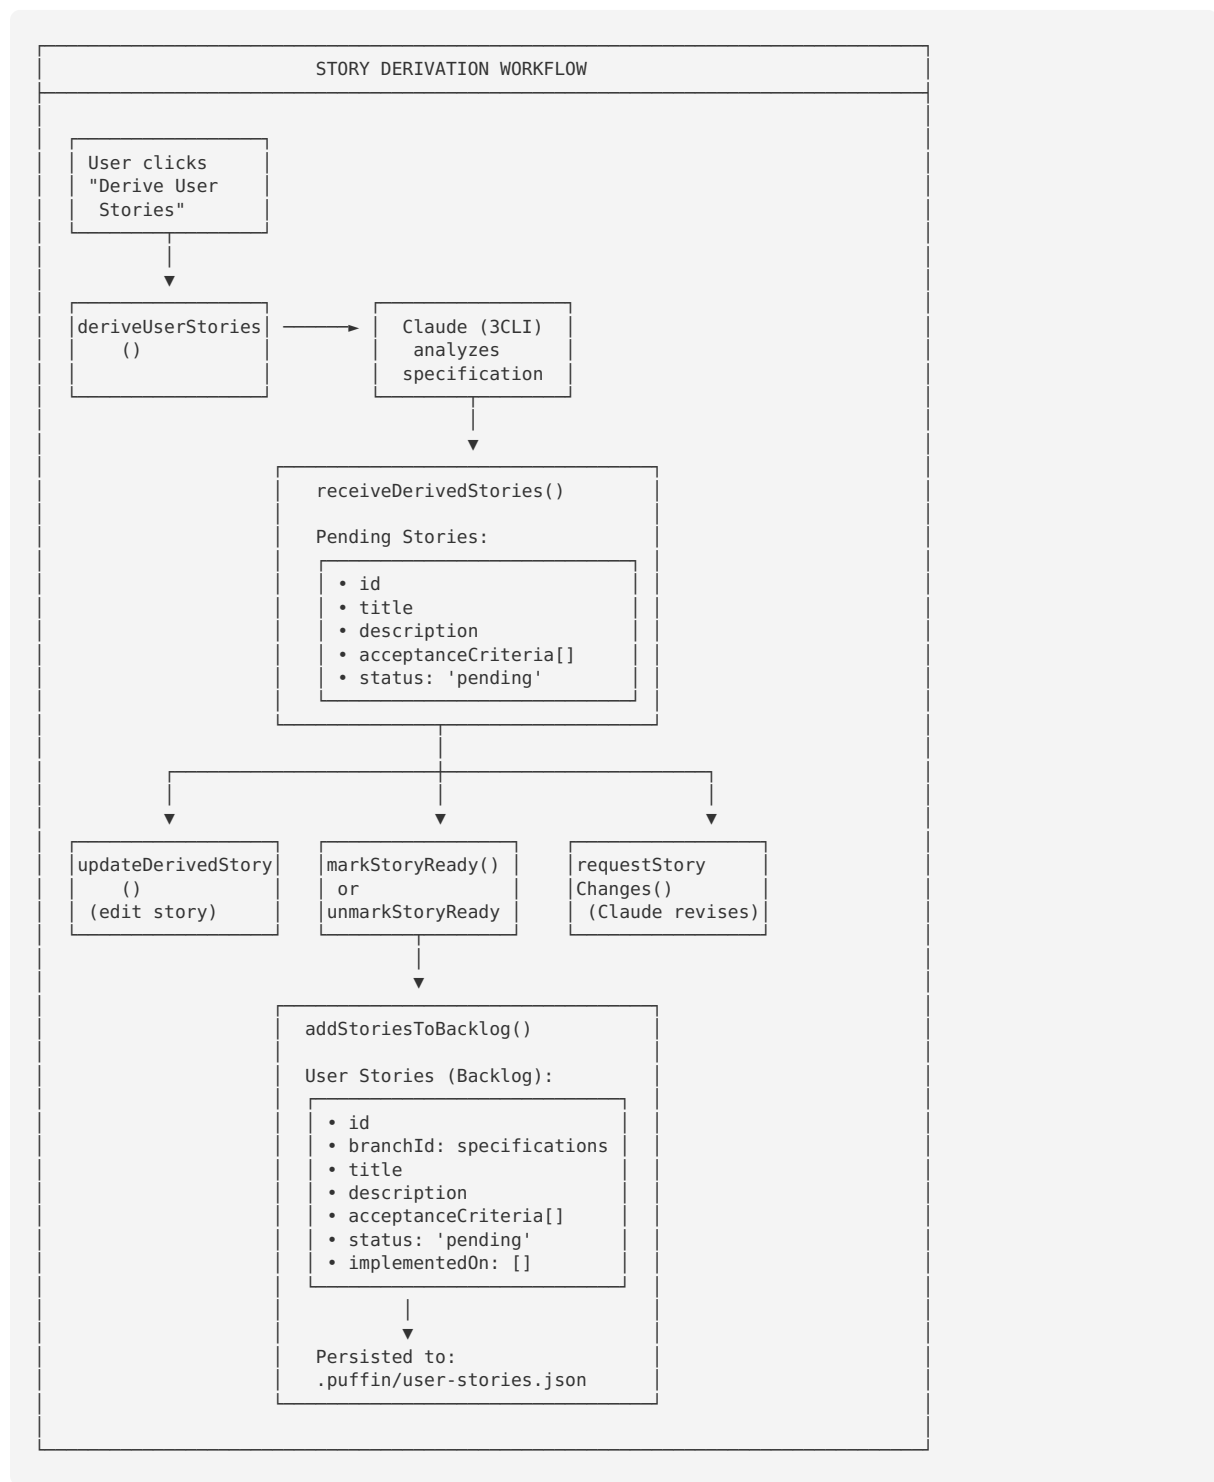 STORY DERIVATION WORKFLOW
User clicks
"Derive User
Stories"
deriveUserStories
()
Claude (3CLI)
analyzes
specification
receiveDerivedStories()
Pending Stories:
• id
• title
• description
• acceptanceCriteria[]
• status: 'pending'
updateDerivedStory
()
(edit story)
markStoryReady()
or
unmarkStoryReady
requestStory
Changes()
(Claude revises)
addStoriesToBacklog()
User Stories (Backlog):
• id
• branchId: specifications
• title
• description
• acceptanceCriteria[]
• status: 'pending'
• implementedOn: []
Persisted to:
.puffin/user-stories.json